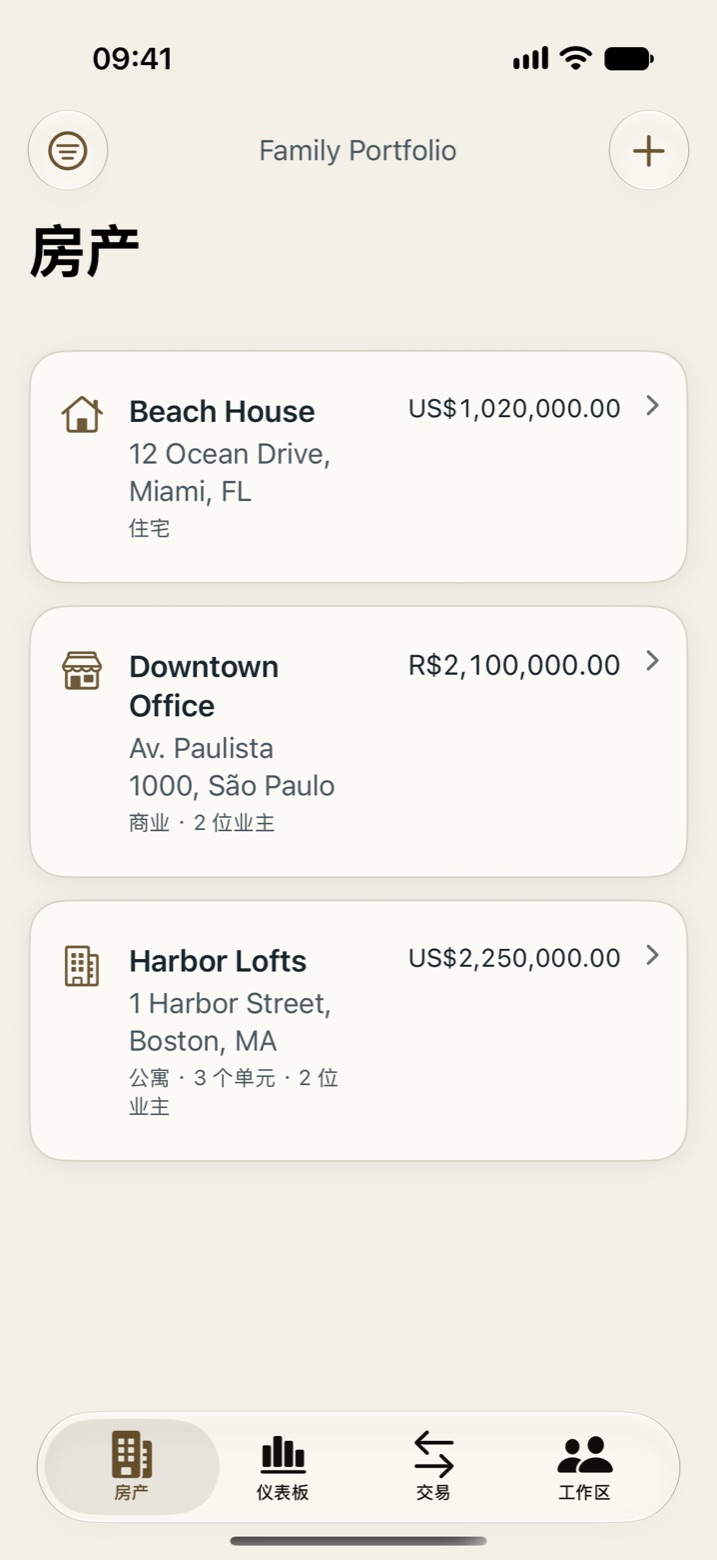 09:41
Family Portfolio
房产
Beach House
US$1,020,000.00
12 Ocean Drive,
Miami, FL
住宅
Downtown
Office
R$2,100,000.00
Av. Paulista
1000, São Paulo
商业 · 2 位业主
Harbor Lofts
US$2,250,000.00
1 Harbor Street,
Boston, MA
公寓 · 3 个单元 · 2 位
业主
房产
仪表板
交易
工作区